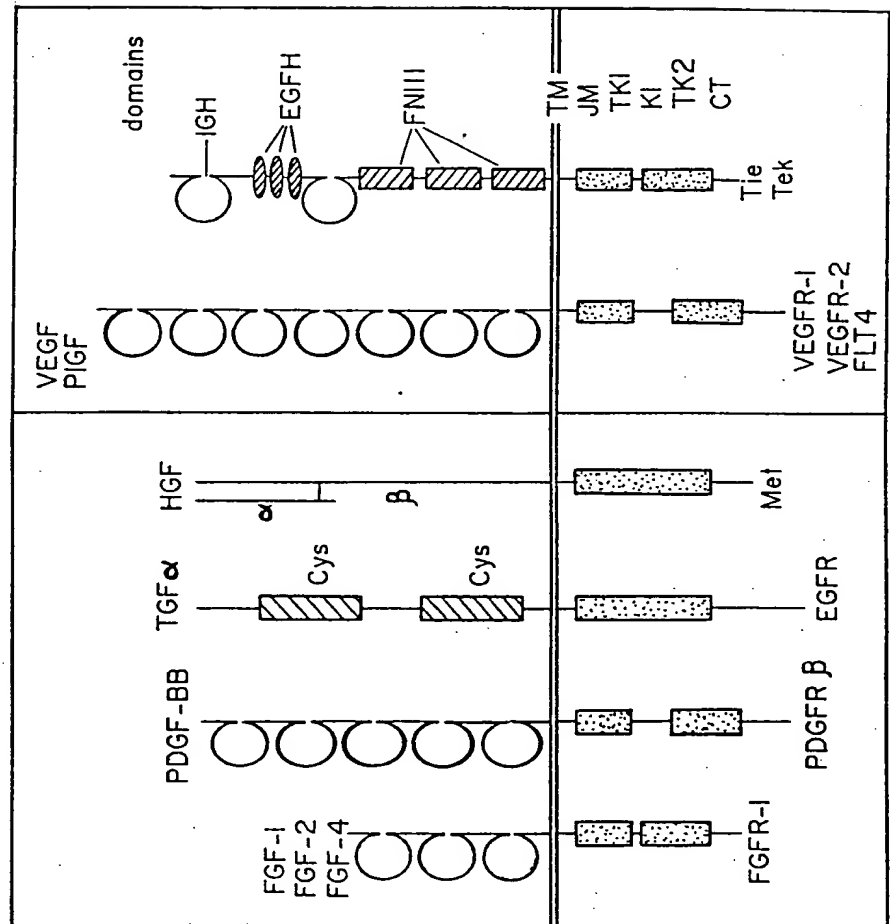 FGF-1
FGF-2
FGF-4
PDGF-BB
TGFα
HGF
VEGF
PlGF
domains
IGH
EGFH
FNIII
Cys
Cys
α
β
TM
JM
TK1
KI
TK2
CT
FGFR-1
PDGFR β
EGFR
Met
VEGFR-1
VEGFR-2
FLT4
Tie
Tek